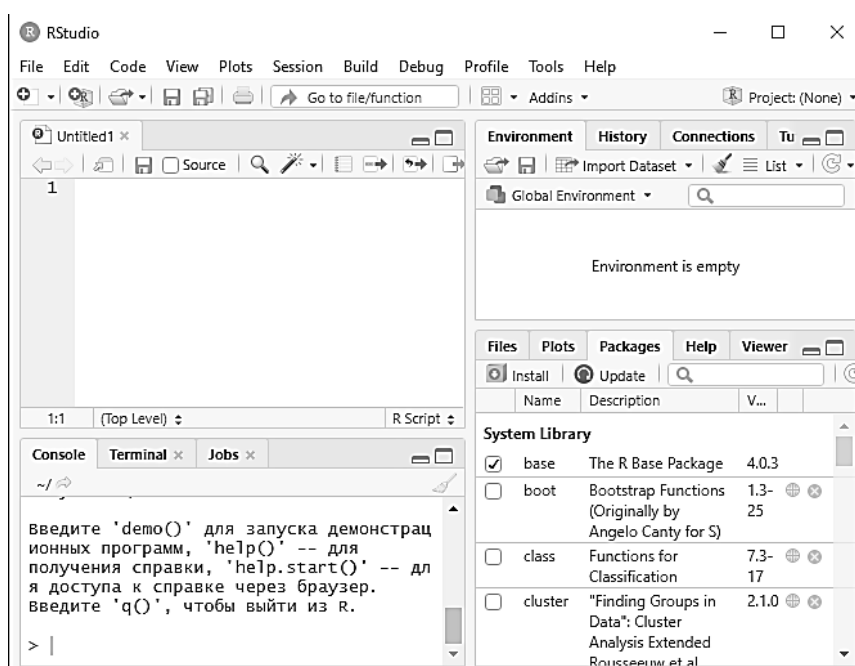 RStudio
File Edit Code View Plots Session Build Debug Profile Tools Help
Go to file/function Addins Project: (None)
Untitled1
Source
1
1:1 (Top Level) R Script
Console Terminal Jobs
~/
Введите 'demo()' для запуска демонстрац
ионных программ, 'help()' -- для
получения справки, 'help.start()' -- дл
я доступа к справке через браузер.
Введите 'q()', чтобы выйти из R.
>
Environment History Connections Tu
Import Dataset List
Global Environment
Environment is empty
Files Plots Packages Help Viewer
Install Update
Name Description V...
System Library
base The R Base Package 4.0.3
boot Bootstrap Functions 1.3-
(Originally by 25
Angelo Canty for S)
class Functions for 7.3-
Classification 17
cluster "Finding Groups in 2.1.0
Data": Cluster
Analysis Extended
Rousseeuw et al